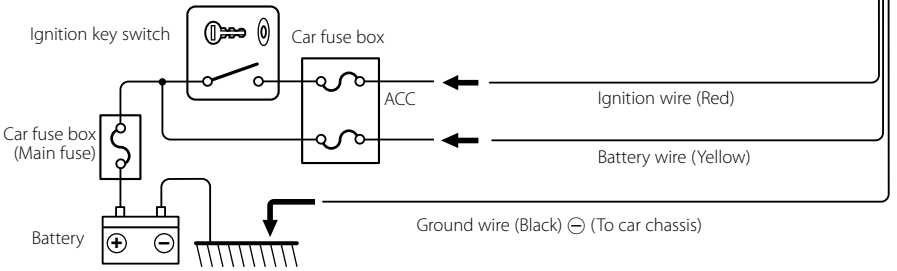 Ignition key switch
Car fuse box
ACC
Ignition wire (Red)
Car fuse box
(Main fuse)
Battery wire (Yellow)
Ground wire (Black) ⊖ (To car chassis)
Battery
+
−